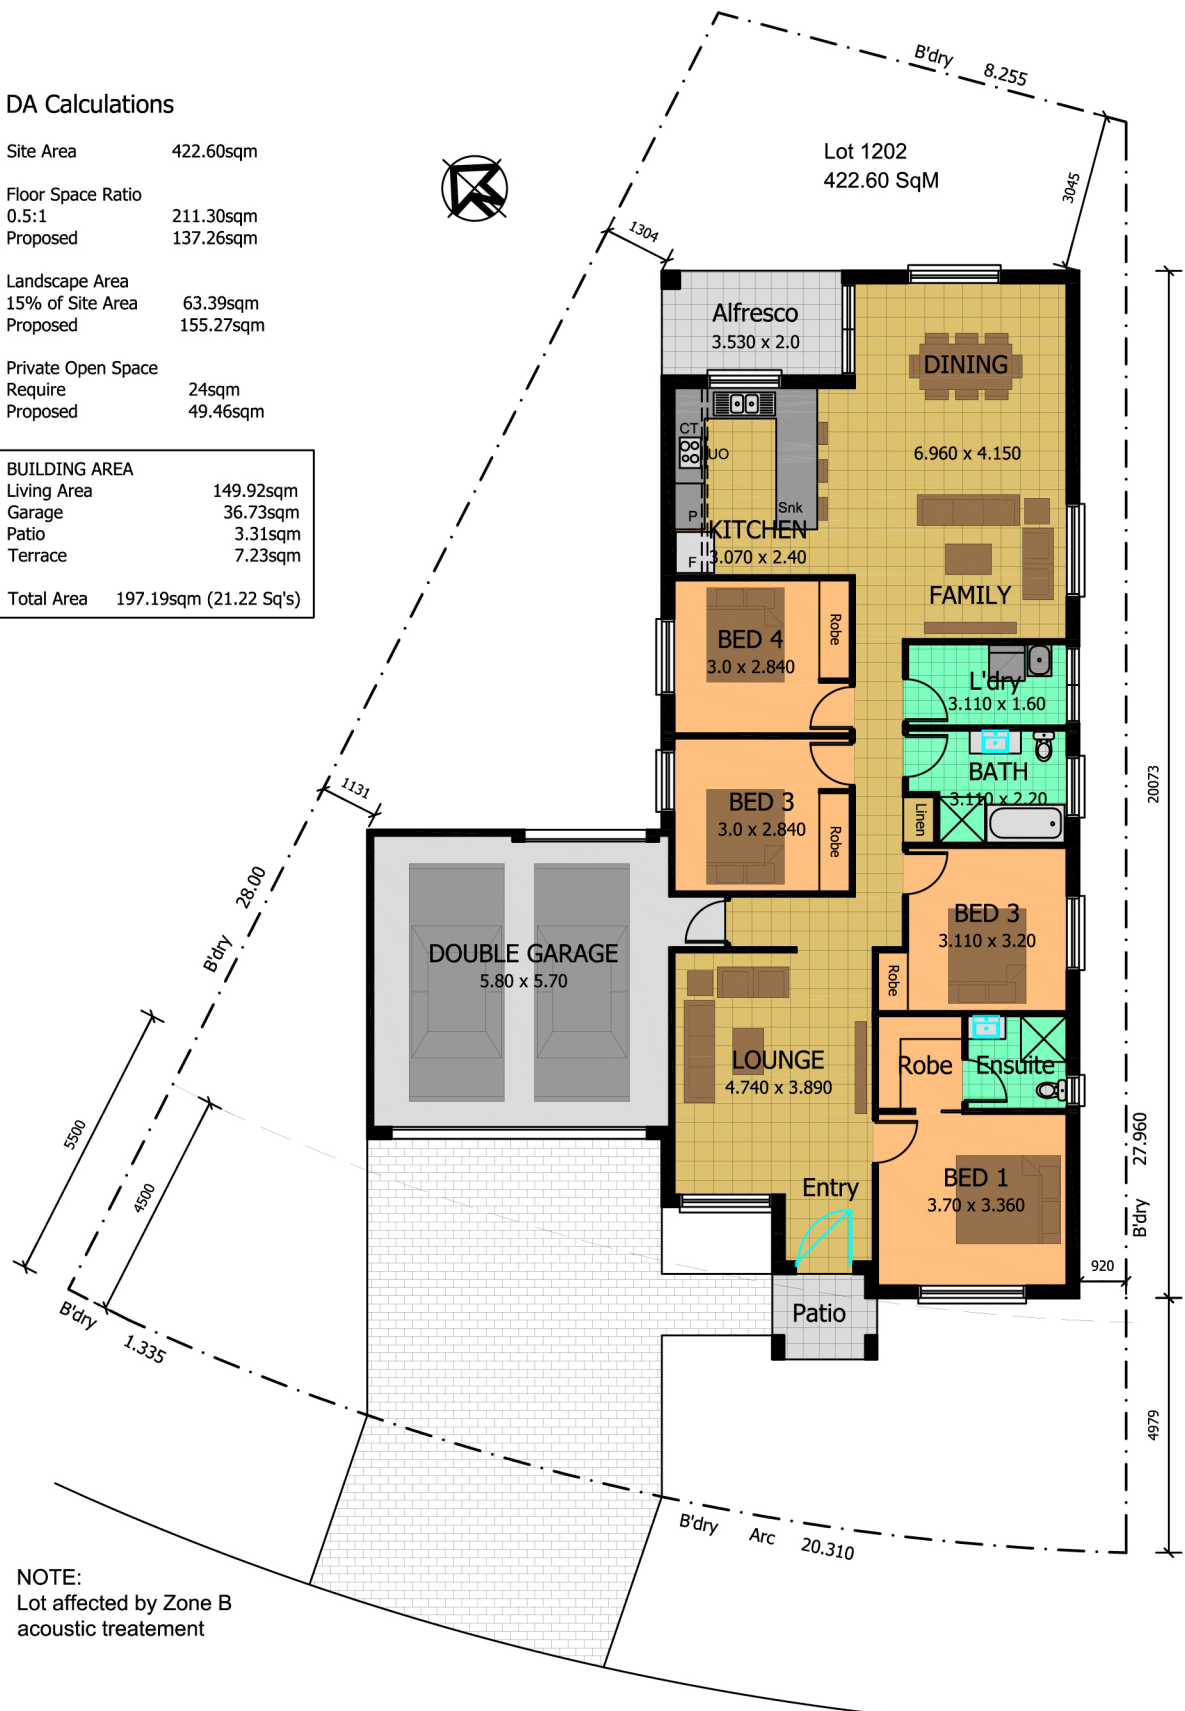 DA Calculations
Site Area 422.60sqm
Floor Space Ratio
0.5:1 211.30sqm
Proposed 137.26sqm
Landscape Area
15% of Site Area 63.39sqm
Proposed 155.27sqm
Private Open Space
Require 24sqm
Proposed 49.46sqm
BUILDING AREA
Living Area 149.92sqm
Garage 36.73sqm
Patio 3.31sqm
Terrace 7.23sqm
Total Area 197.19sqm (21.22 Sq's)
B'dry 8.255
Lot 1202
422.60 SqM
3045
1304
Alfresco
3.530 x 2.0
DINING
6.960 x 4.150
CT
UO
P
Snk
KITCHEN
3.070 x 2.40
F
FAMILY
BED 4
3.0 x 2.840
Robe
L'dry
3.110 x 1.60
BATH
3.110 x 2.20
Linen
BED 3
3.0 x 2.840
Robe
20073
1131
B'dry 28.00
DOUBLE GARAGE
5.80 x 5.70
BED 3
3.110 x 3.20
Robe
LOUNGE
4.740 x 3.890
Robe
Ensuite
5500
4500
B'dry 27.960
Entry
BED 1
3.70 x 3.360
920
Patio
B'dry 1.335
4979
B'dry Arc 20.310
NOTE:
Lot affected by Zone B
acoustic treatement